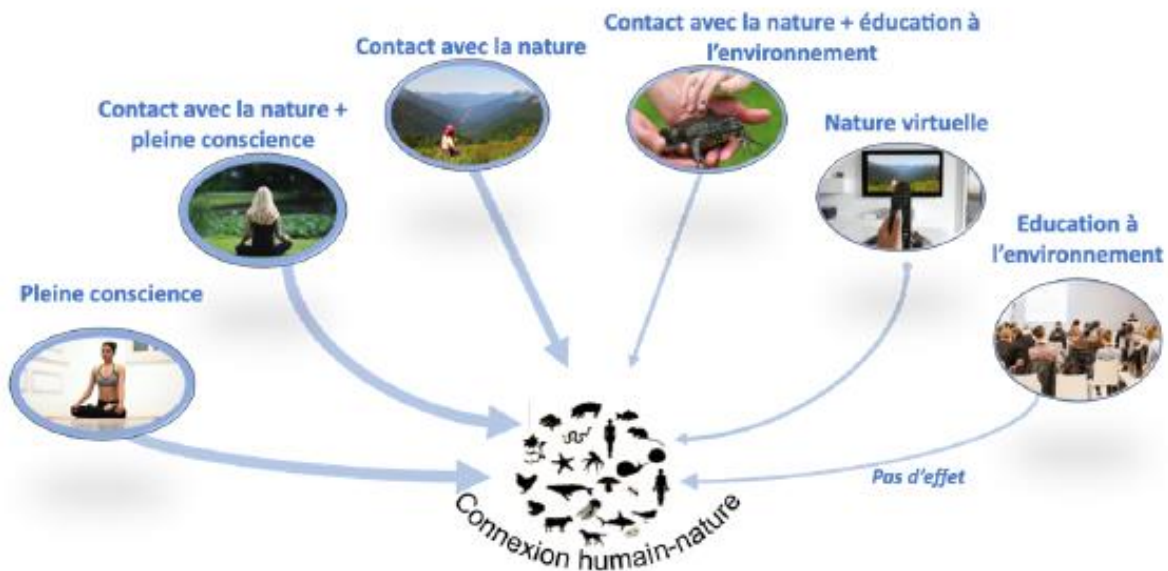 Pleine conscience
Contact avec la nature +
pleine conscience
Contact avec la nature
Contact avec la nature + éducation à
l'environnement
Nature virtuelle
Education à
l'environnement
Pas d'effet
Connexion humain-nature